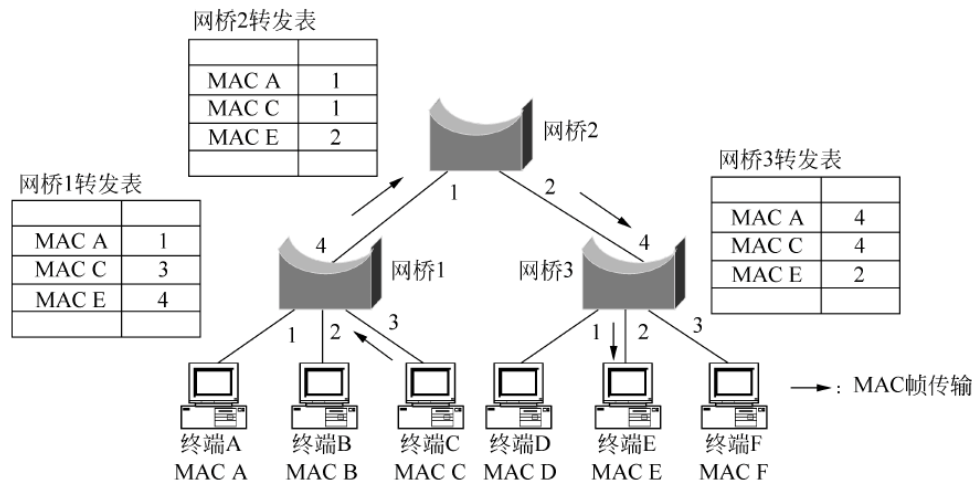 网桥2转发表
MAC A 1
MAC C 1
MAC E 2
网桥2
网桥3转发表
MAC A 4
MAC C 4
MAC E 2
网桥1转发表
MAC A 1
MAC C 3
MAC E 4
1 2
4 4
网桥1 网桥3
1 2 3 1 2 3
→：MAC帧传输
终端A 终端B 终端C 终端D 终端E 终端F
MAC A MAC B MAC C MAC D MAC E MAC F